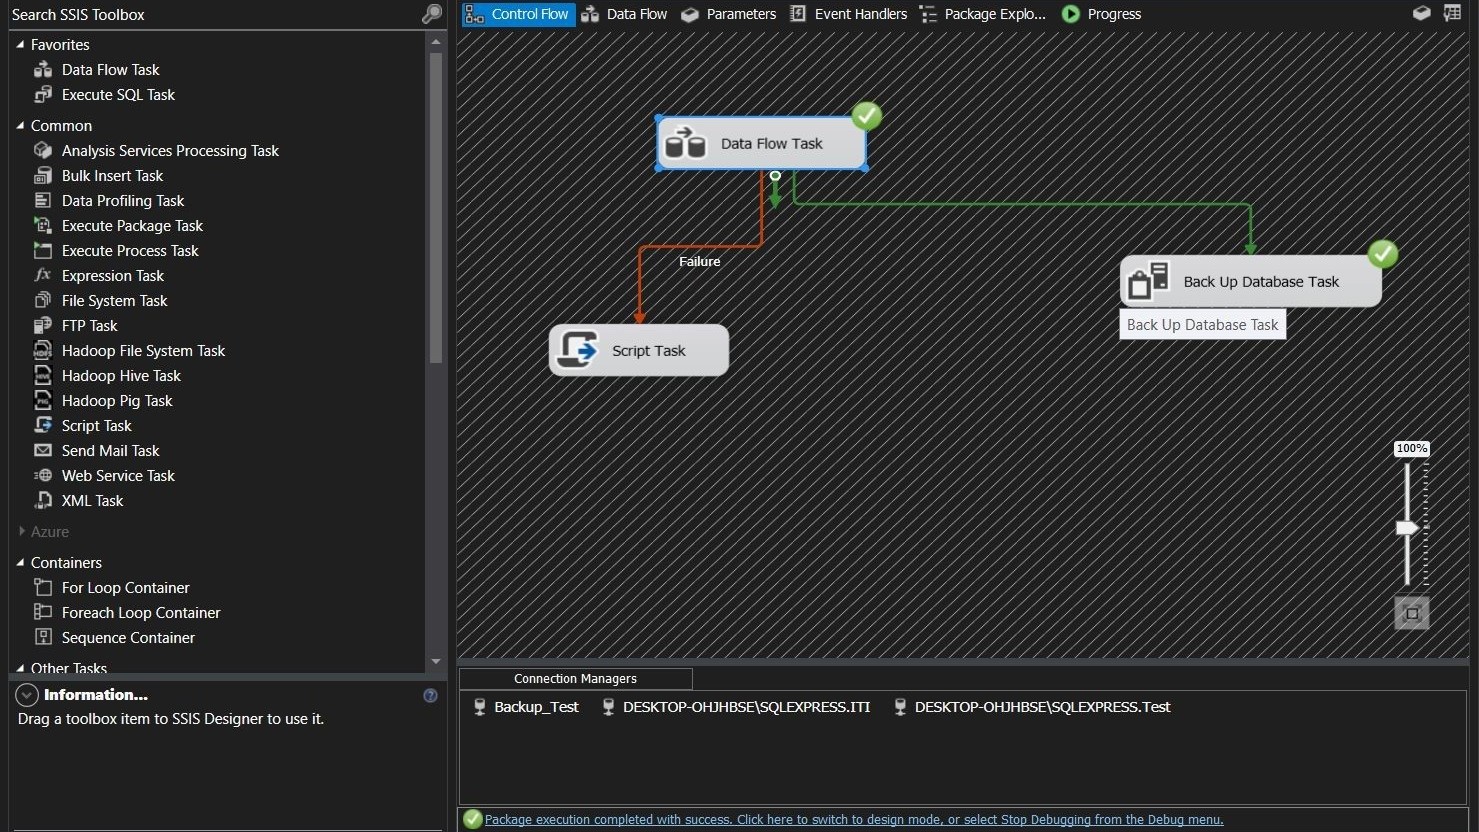 Search SSIS Toolbox
Favorites
Data Flow Task
Execute SQL Task
Common
Analysis Services Processing Task
Bulk Insert Task
Data Profiling Task
Execute Package Task
Execute Process Task
Expression Task
File System Task
FTP Task
Hadoop File System Task
Hadoop Hive Task
Hadoop Pig Task
Script Task
Send Mail Task
Web Service Task
XML Task
Azure
Containers
For Loop Container
Foreach Loop Container
Sequence Container
Other Tasks
Information...
Drag a toolbox item to SSIS Designer to use it.
Control Flow Data Flow Parameters Event Handlers Package Explo... Progress
Data Flow Task
Failure
Back Up Database Task
Back Up Database Task
Script Task
100%
Connection Managers
Backup_Test DESKTOP-OHJHBSE\SQLEXPRESS.ITI DESKTOP-OHJHBSE\SQLEXPRESS.Test
Package execution completed with success. Click here to switch to design mode, or select Stop Debugging from the Debug menu.